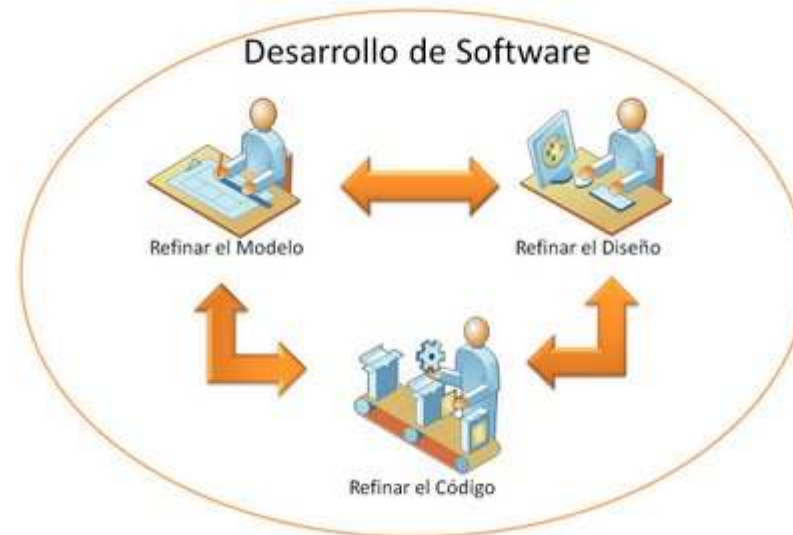 Desarrollo de Software
Refinar el Modelo
Refinar el Diseño
Refinar el Código